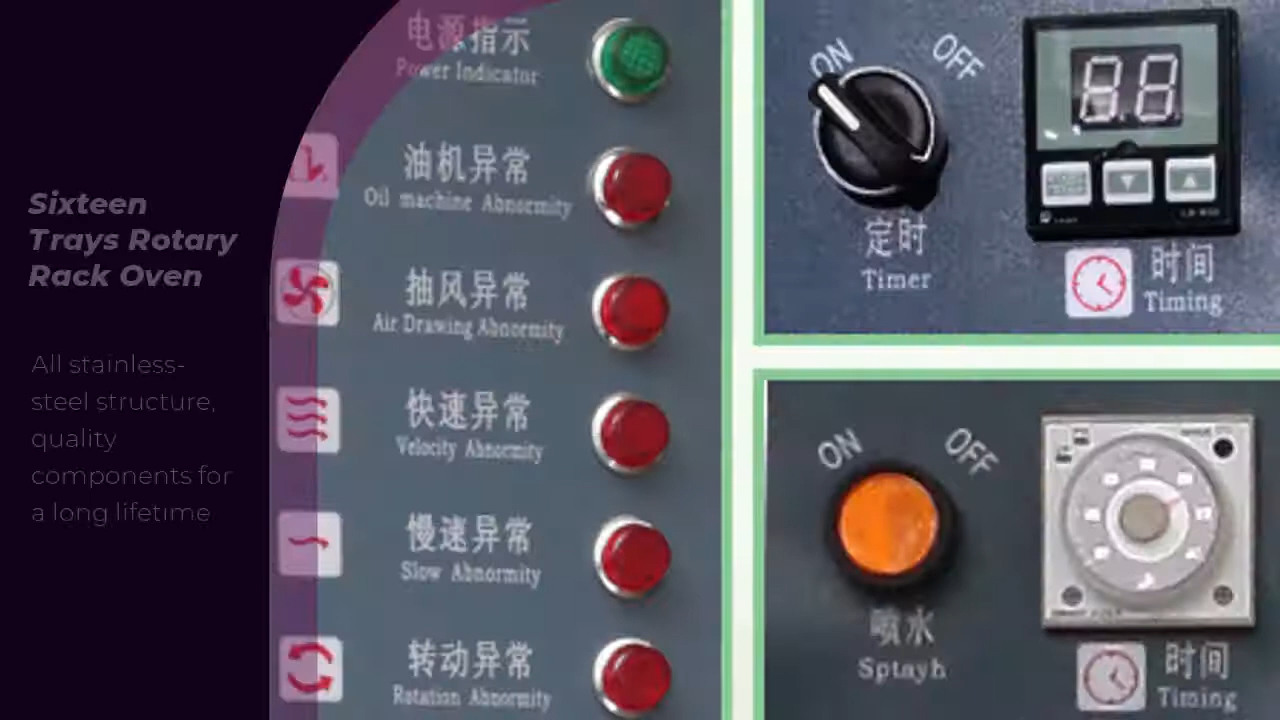 Sixteen
Trays Rotary
Rack Oven
All stainless-
steel structure,
quality
components for
a long lifetime
电源指示
Power Indicator
油机异常
Oil machine Abnormity
抽风异常
Air Drawing Abnormity
快速异常
Velocity Abnormity
慢速异常
Slow Abnormity
转动异常
Rotation Abnormity
ON
OFF
8.8
定时
Timer
时间
Timing
ON
OFF
喷水
Sptayh
时间
Timing